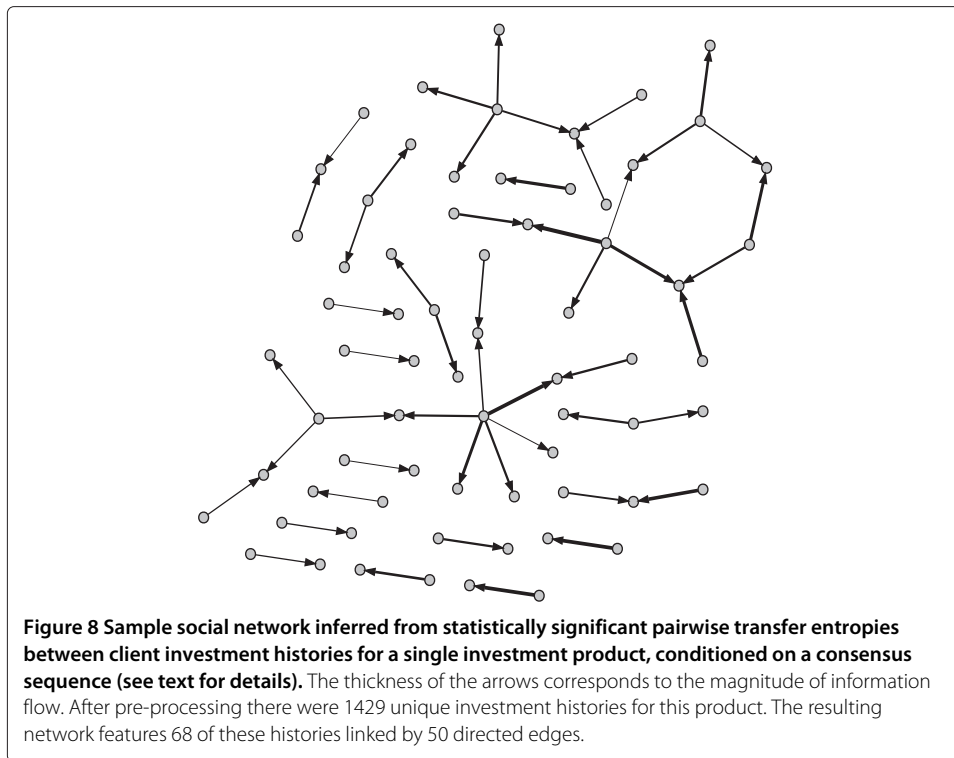 Figure 8 Sample social network inferred from statistically significant pairwise transfer entropies
between client investment histories for a single investment product, conditioned on a consensus
sequence (see text for details). The thickness of the arrows corresponds to the magnitude of information
flow. After pre-processing there were 1429 unique investment histories for this product. The resulting
network features 68 of these histories linked by 50 directed edges.